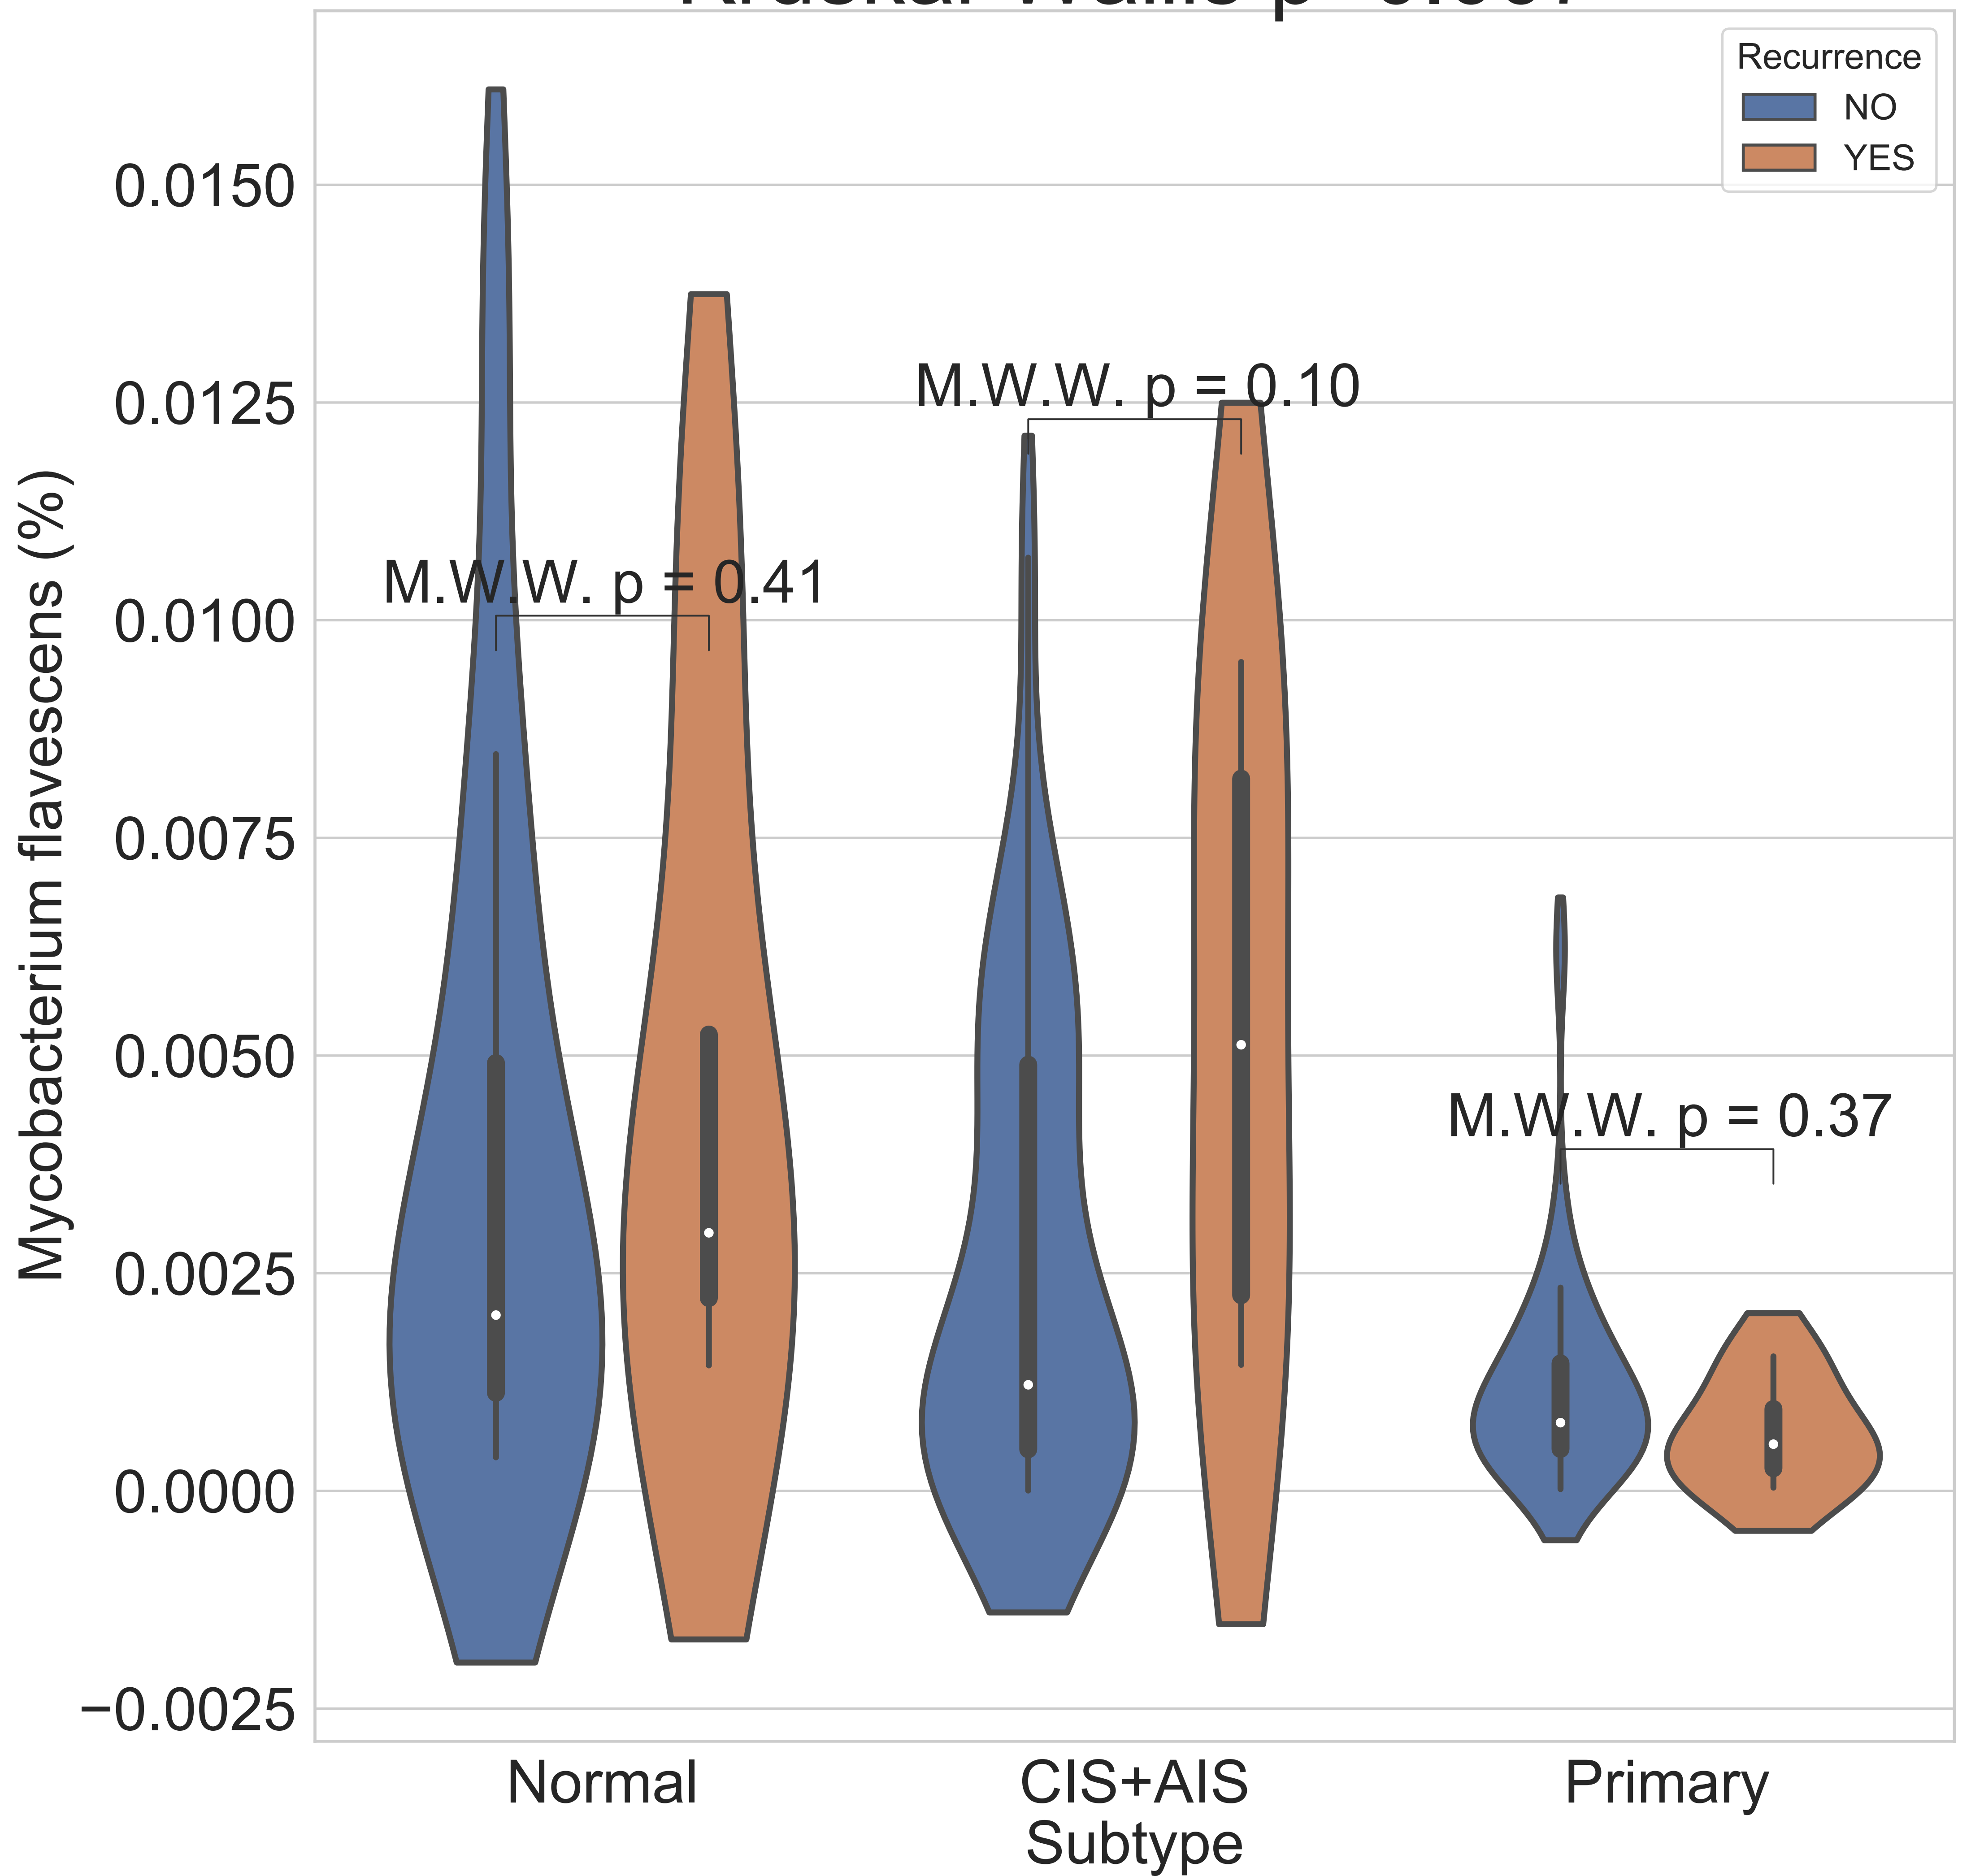 Recurrence
NO
YES
0.0150
0.0125
0.0100
0.0075
0.0050
0.0025
0.0000
−0.0025
Mycobacterium flavescens (%)
M.W.W. p = 0.41
M.W.W. p = 0.10
M.W.W. p = 0.37
Normal
CIS+AIS
Primary
Subtype